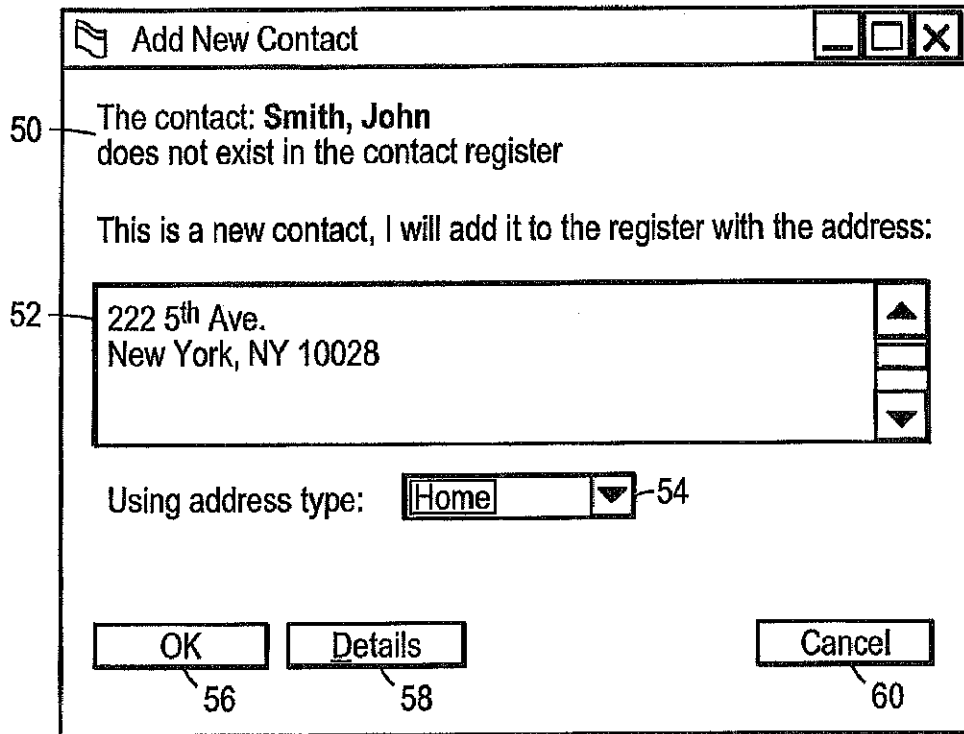 Add New Contact
50
The contact: Smith, John
does not exist in the contact register
This is a new contact, I will add it to the register with the address:
52
222 5th Ave.
New York, NY 10028
Using address type: Home 54
OK Details Cancel
56 58 60